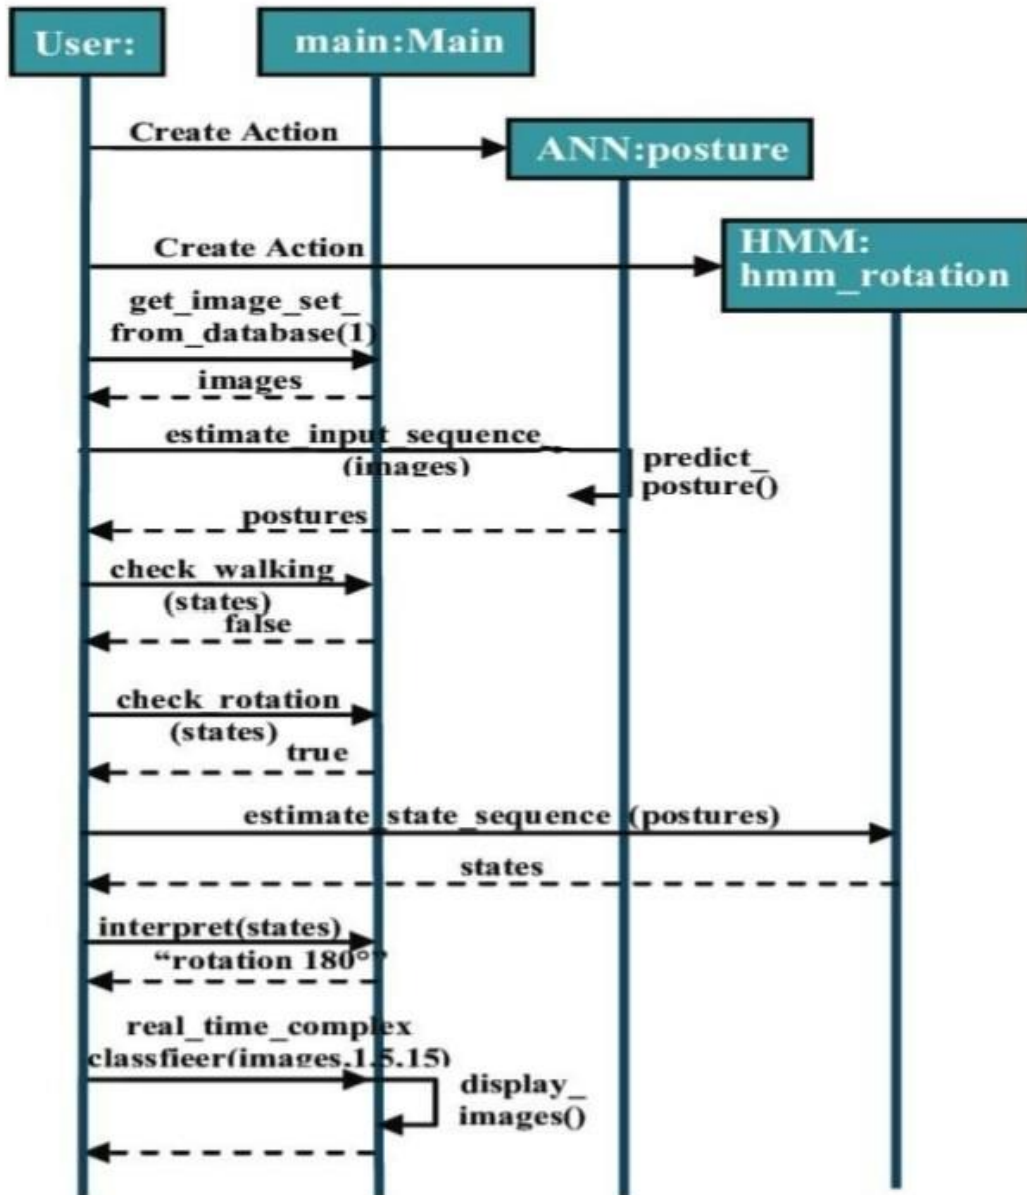 User:
main:Main
Create Action
ANN:posture
Create Action
HMM:
hmm_rotation
get_image_set_
from_database(1)
images
estimate_input_sequence_
(images)
predict_
posture()
postures
check_walking
(states)
false
check_rotation
(states)
true
estimate_state_sequence (postures)
states
interpret(states)
“rotation 180°”
real_time_complex
classfieer(images,1.5.15)
display_
images()